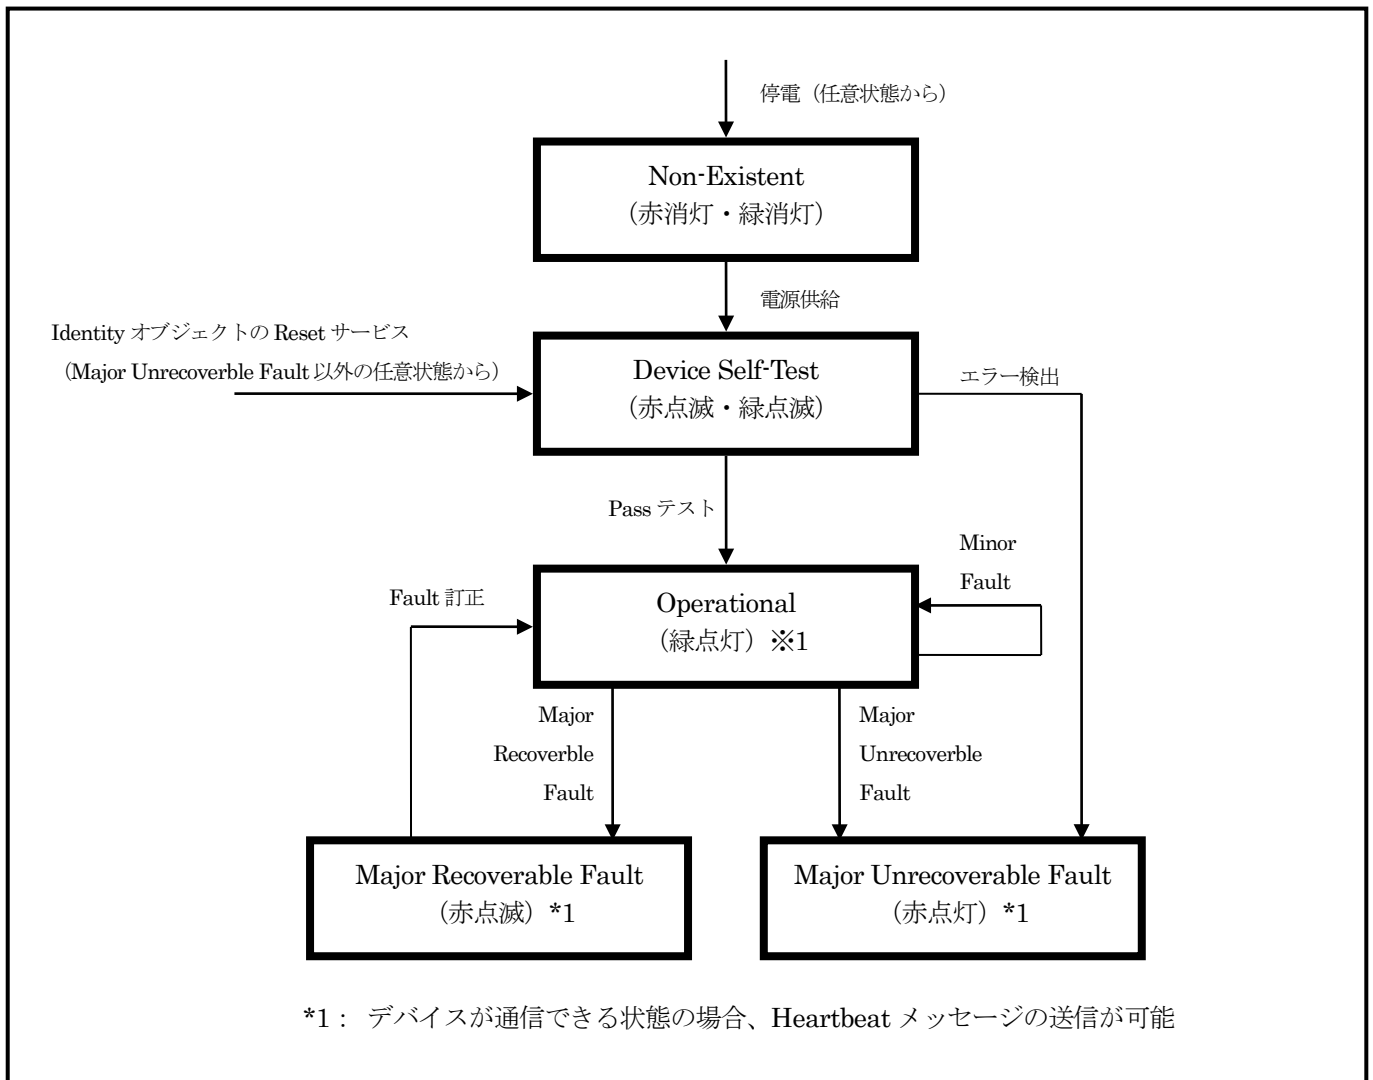 停電（任意状態から）
Non-Existent
（赤消灯・緑消灯）
電源供給
Identity オブジェクトの Reset サービス
（Major Unrecoverble Fault 以外の任意状態から）
Device Self-Test
（赤点滅・緑点滅）
エラー検出
Pass テスト
Minor
Fault
Fault 訂正
Operational
（緑点灯）※1
Major
Recoverble
Fault
Major
Unrecoverble
Fault
Major Recoverable Fault
（赤点滅）*1
Major Unrecoverable Fault
（赤点灯）*1
*1： デバイスが通信できる状態の場合、Heartbeat メッセージの送信が可能